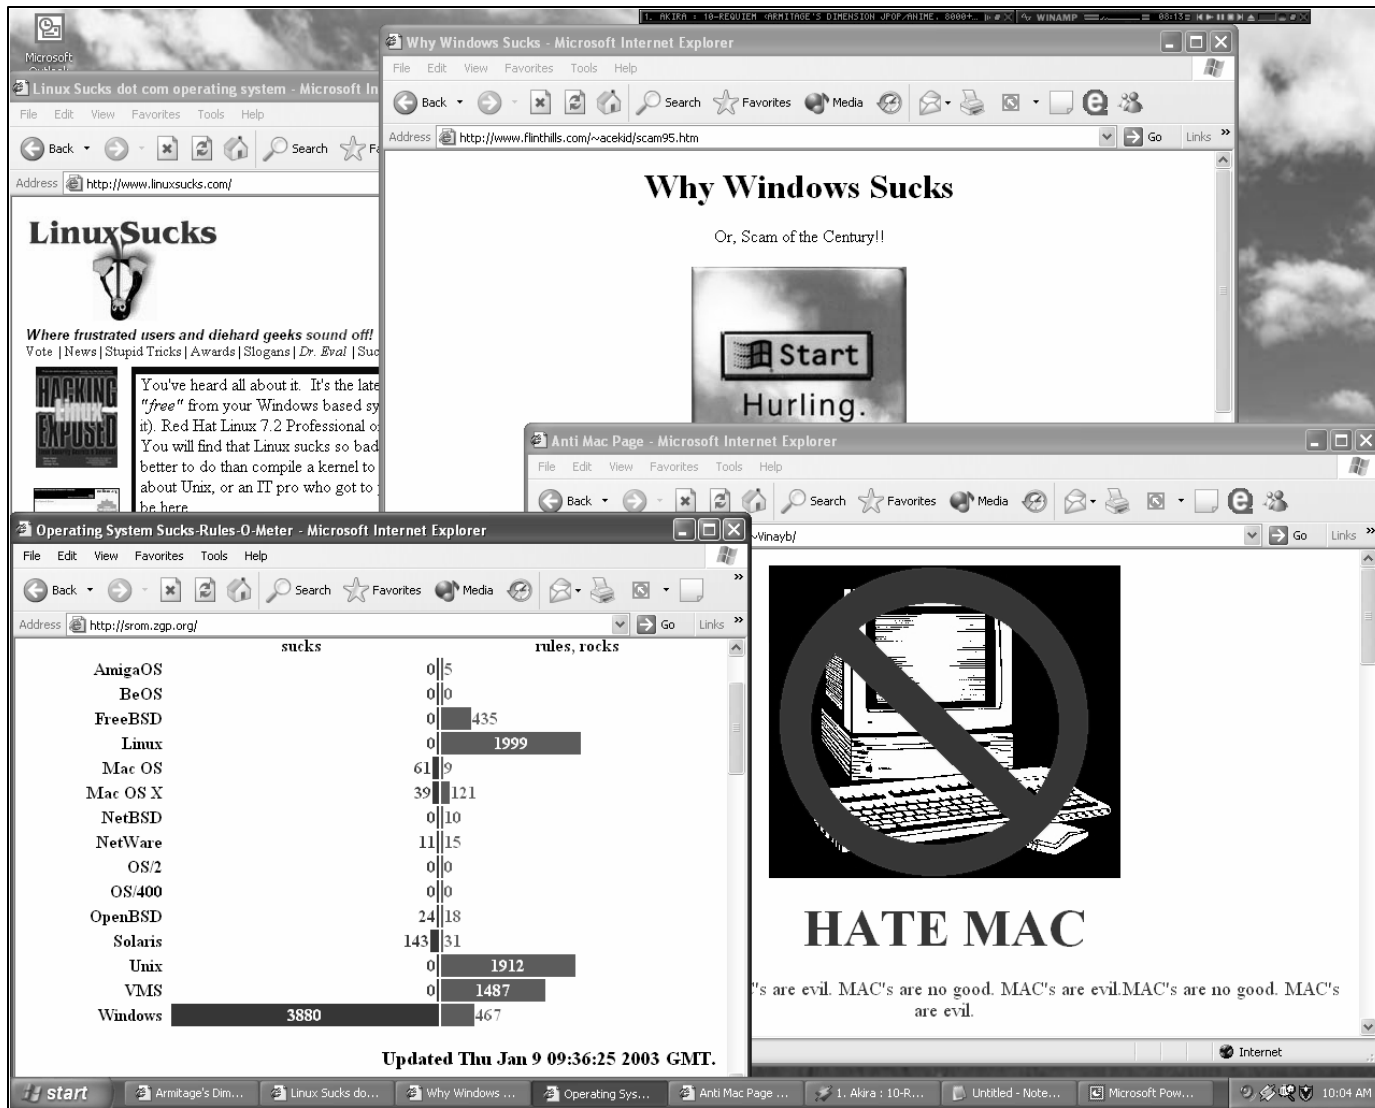 1. AKIRA : 10-REQUIEM (ARMITAGE'S DIMENSION JPOP/ANIME. 8000+...
WINAMP
08:13
Microsoft
Why Windows Sucks - Microsoft Internet Explorer
File Edit View Favorites Tools Help
Back Search Favorites Media
Address http://www.flinthills.com/~acekid/scam95.htm Go Links
Why Windows Sucks
Or, Scam of the Century!!
Start
Hurling.
Linux Sucks dot com operating system - Microsoft In
File Edit View Favorites Tools Help
Back Search Fa
Address http://www.linuxsucks.com/
LinuxSucks
Where frustrated users and diehard geeks sound off!
Vote | News | Stupid Tricks | Awards | Slogans | Dr. Eval | Suc
HACKING
Linux
EXPOSED
You've heard all about it. It's the late
"free" from your Windows based sy
it). Red Hat Linux 7.2 Professional o
You will find that Linux sucks so bad
better to do than compile a kernel to
about Unix, or an IT pro who got to
be here
Anti Mac Page - Microsoft Internet Explorer
File Edit View Favorites Tools Help
Back Search Favorites Media
~Vinayb/ Go Links »
HATE MAC
C's are evil. MAC's are no good. MAC's are evil.MAC's are no good. MAC's
are evil.
Internet
Operating System Sucks-Rules-O-Meter - Microsoft Internet Explorer
File Edit View Favorites Tools Help
Back Search Favorites Media »
Address http://srom.zgp.org/ Go Links »
sucks rules, rocks
AmigaOS 0 5
BeOS 0 0
FreeBSD 0 435
Linux 0 1999
Mac OS 61 9
Mac OS X 39 121
NetBSD 0 10
NetWare 11 15
OS/2 0 0
OS/400 0 0
OpenBSD 24 18
Solaris 143 31
Unix 0 1912
VMS 0 1487
Windows 3880 467
Updated Thu Jan 9 09:36:25 2003 GMT.
start Armitage's Dim... Linux Sucks do... Why Windows ... Operating Sys... Anti Mac Page ... 1. Akira : 10-R... Untitled - Note... Microsoft Pow... 10:04 AM